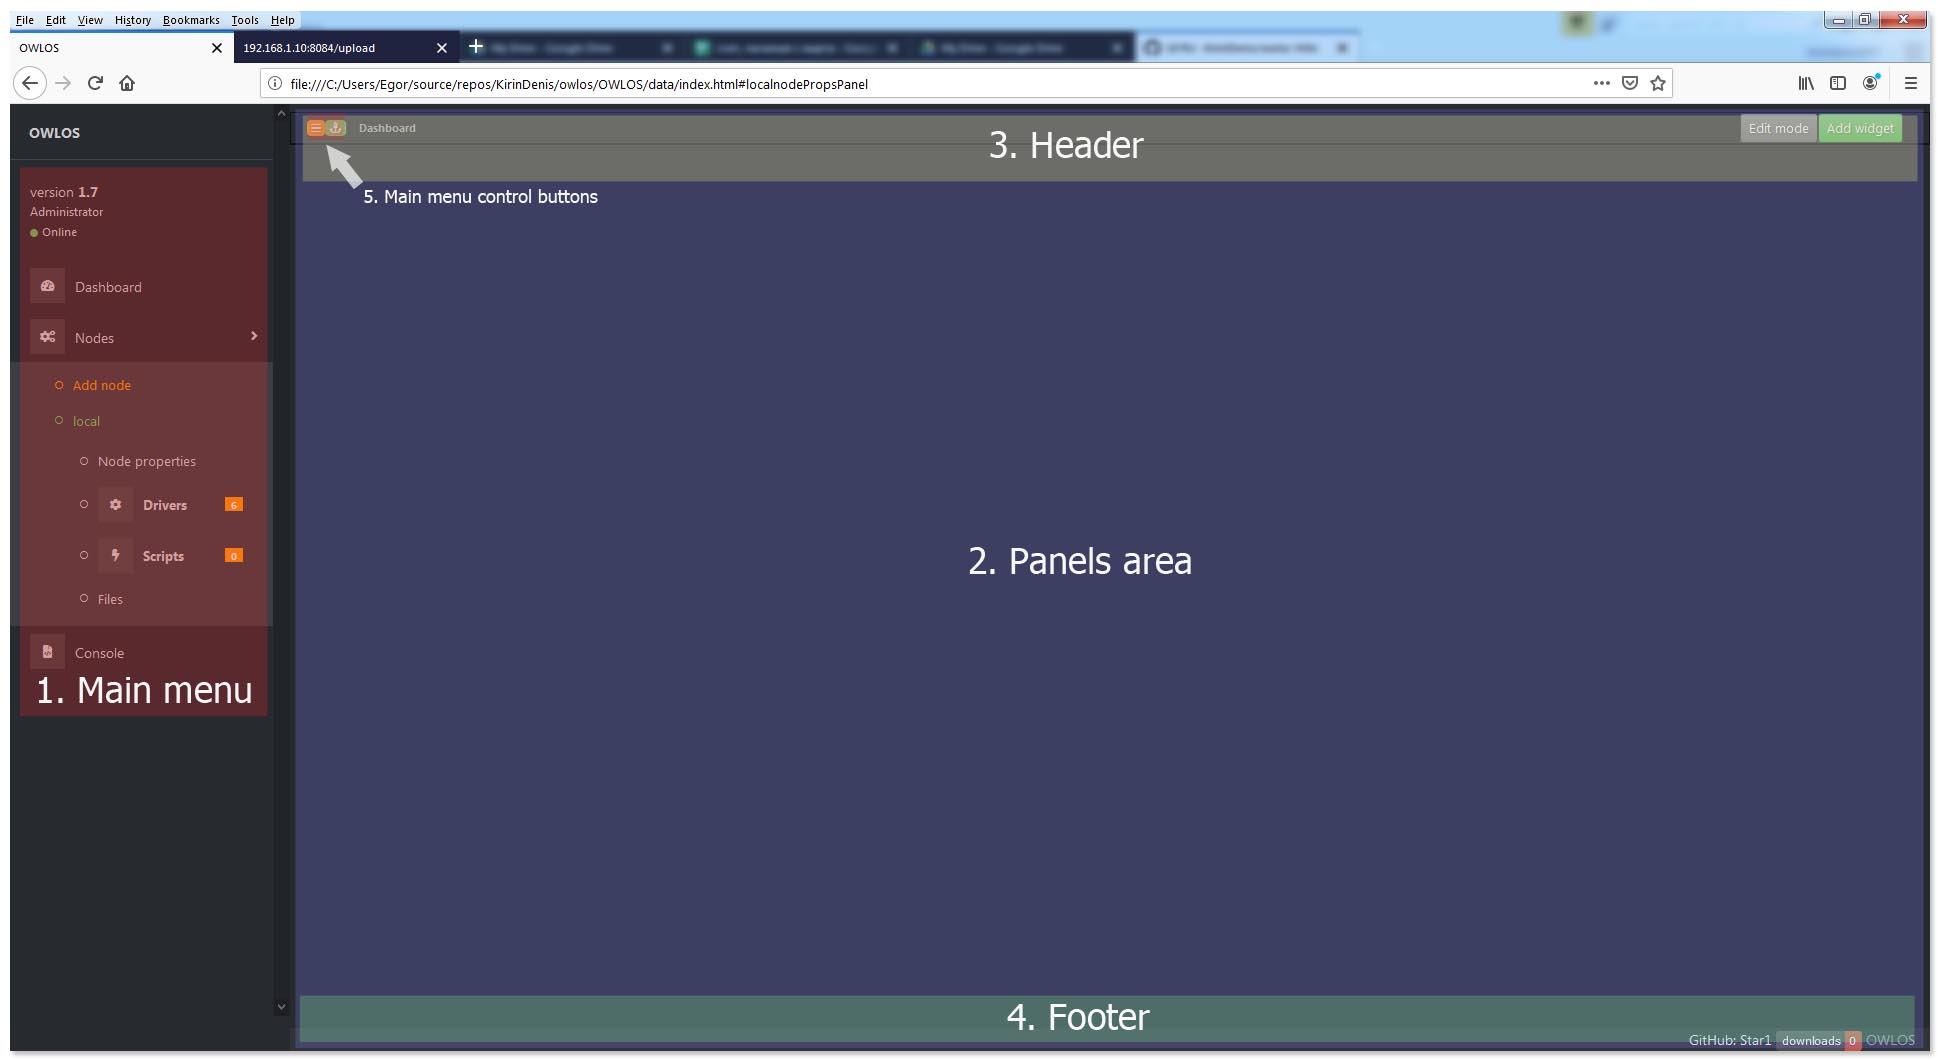 File Edit View History Bookmarks Tools Help
OWLOS
192.168.1.10:8084/upload
file:///C:/Users/Egor/source/repos/KirinDenis/owlos/OWLOS/data/index.html#localnodePropsPanel
OWLOS
Dashboard
Edit mode
Add widget
3. Header
5. Main menu control buttons
version 1.7
Administrator
Online
Dashboard
Nodes
Add node
local
Node properties
Drivers 6
Scripts 0
Files
Console
1. Main menu
2. Panels area
4. Footer
GitHub: Star1 downloads 0 OWLOS